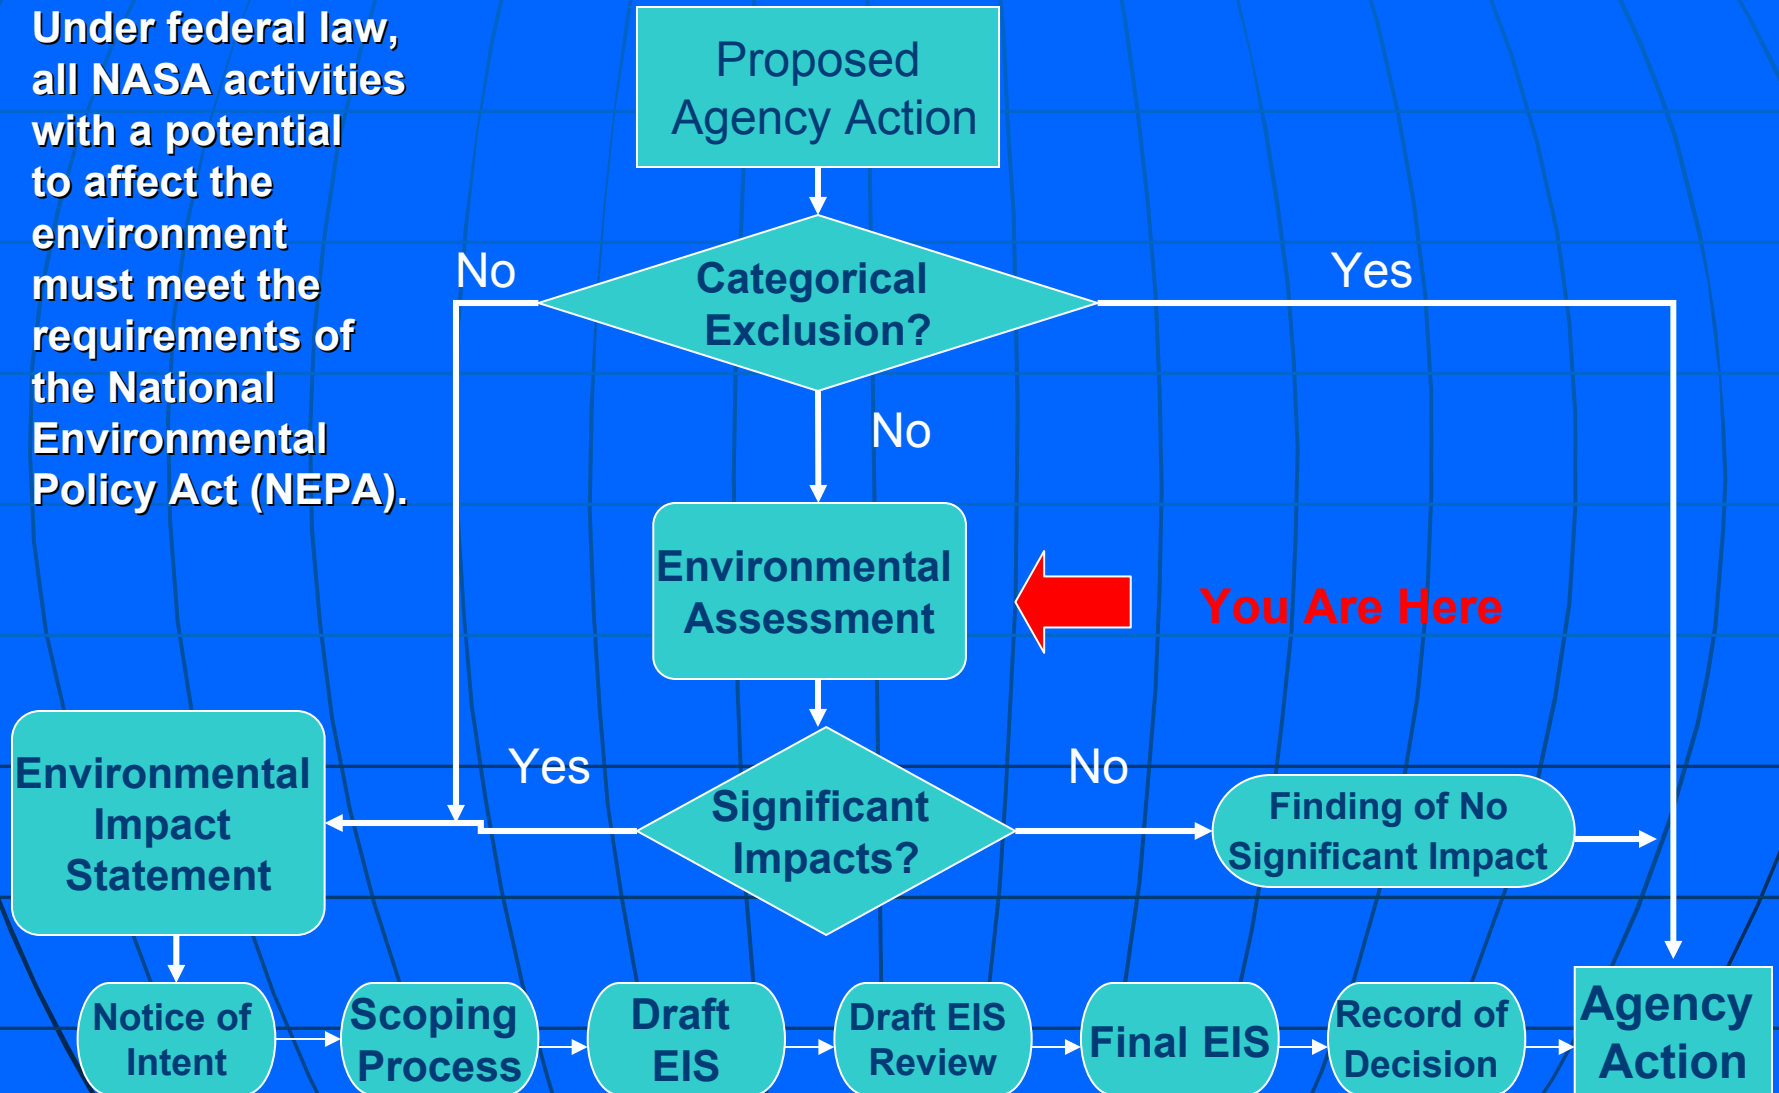 Under federal law,
all NASA activities
with a potential
to affect the
environment
must meet the
requirements of
the National
Environmental
Policy Act (NEPA).
Proposed
Agency Action
Categorical
Exclusion?
No
Yes
No
Environmental
Assessment
You Are Here
Significant
Impacts?
Yes
No
Environmental
Impact
Statement
Finding of No
Significant Impact
Notice of
Intent
Scoping
Process
Draft
EIS
Draft EIS
Review
Final EIS
Record of
Decision
Agency
Action